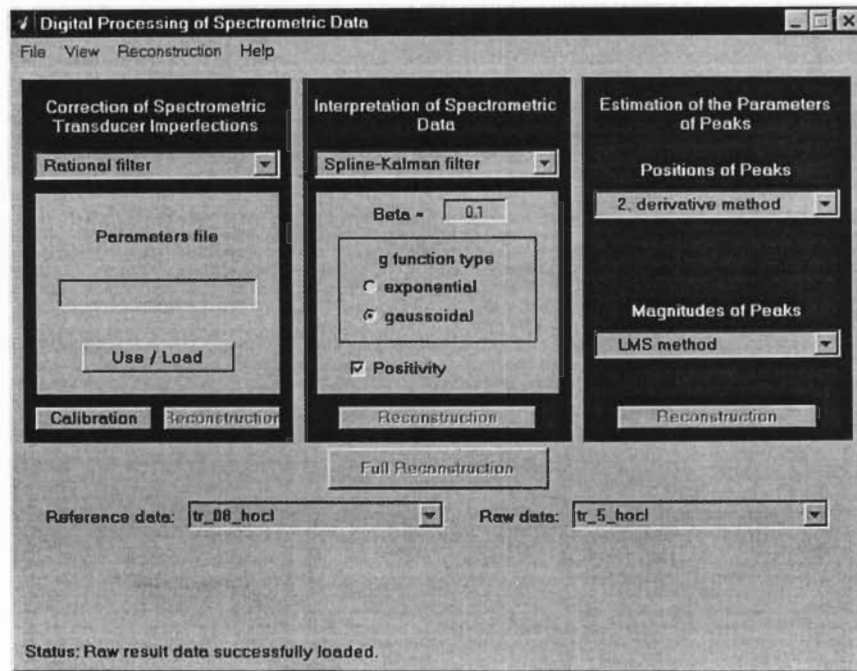 Digital Processing of Spectrometric Data
File View Reconstruction Help
Correction of Spectrometric
Transducer Imperfections
Rational filter
Parameters file
Use / Load
Calibration
Reconstruction
Interpretation of Spectrometric
Data
Spline-Kalman filter
Beta = 0.1
g function type
exponential
gaussoidal
Positivity
Reconstruction
Estimation of the Parameters
of Peaks
Positions of Peaks
2. derivative method
Magnitudes of Peaks
LMS method
Reconstruction
Full Reconstruction
Reference data: tr_08_hocl
Raw data: tr_5_hocl
Status: Raw result data successfully loaded.